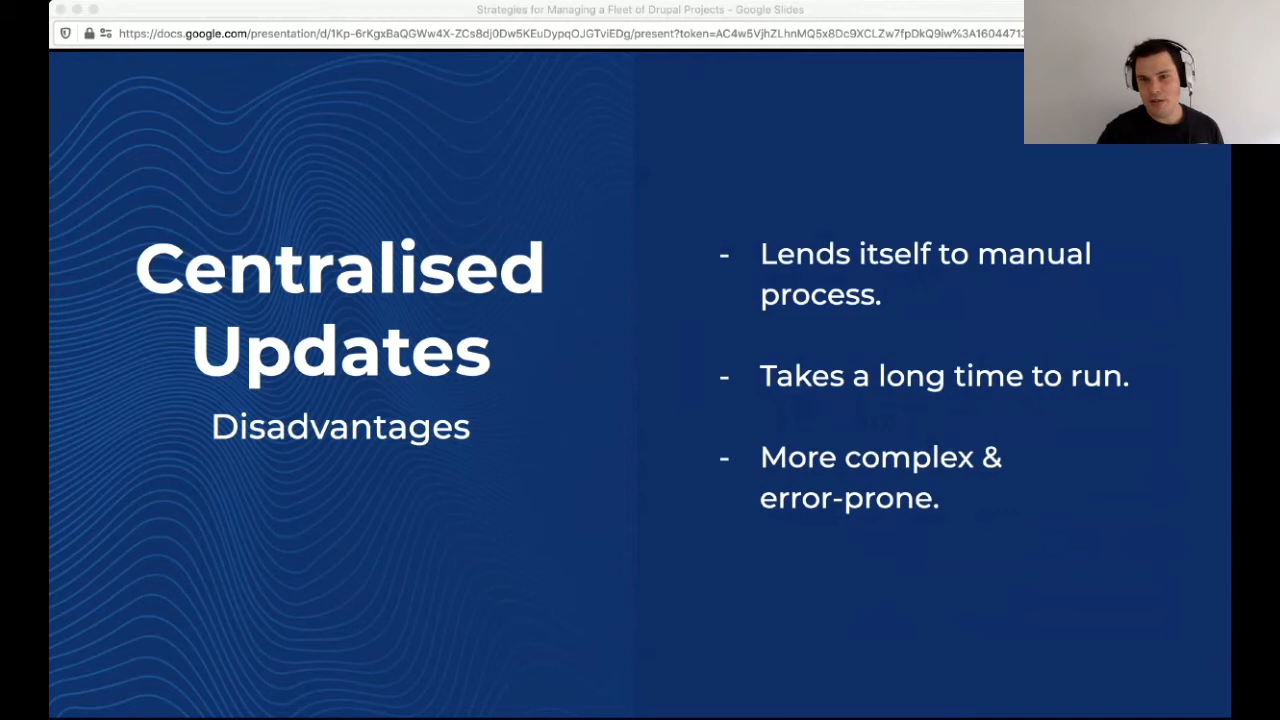 Strategies for Managing a Fleet of Drupal Projects - Google Slides
https://docs.google.com/presentation/d/1Kp-6rKgxBaQGWw4X-ZCs8dj0Dw5KEuDypqOJGTviEDg/present?token=AC4w5VjhZLhnMQ5x8Dc9XCLZw7fpDkQ9iw%3A16044713
Centralised
Updates
Disadvantages
- Lends itself to manual
process.
- Takes a long time to run.
- More complex &
error-prone.